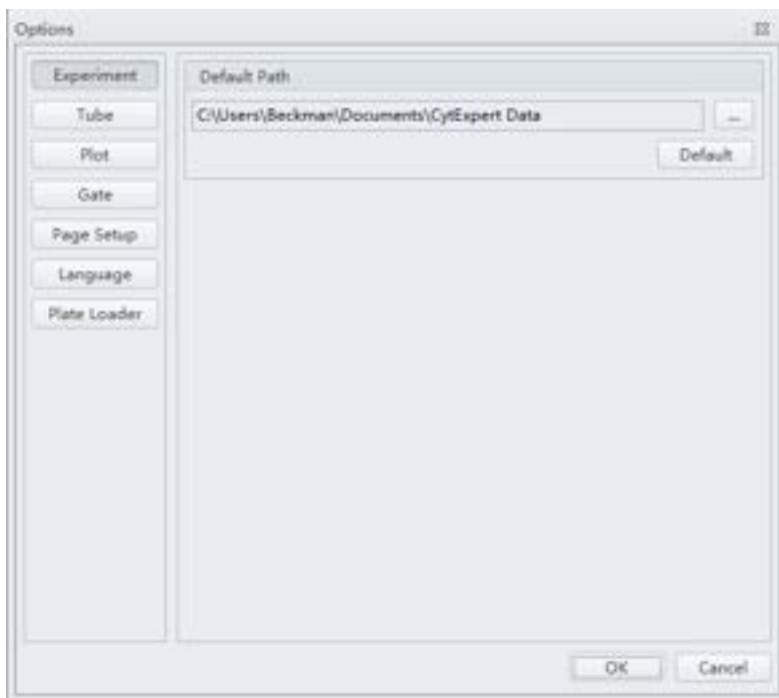 Options
Experiment
Tube
Plot
Gate
Page Setup
Language
Plate Loader
Default Path
C:\Users\Beckman\Documents\CytExpert Data
...
Default
OK
Cancel